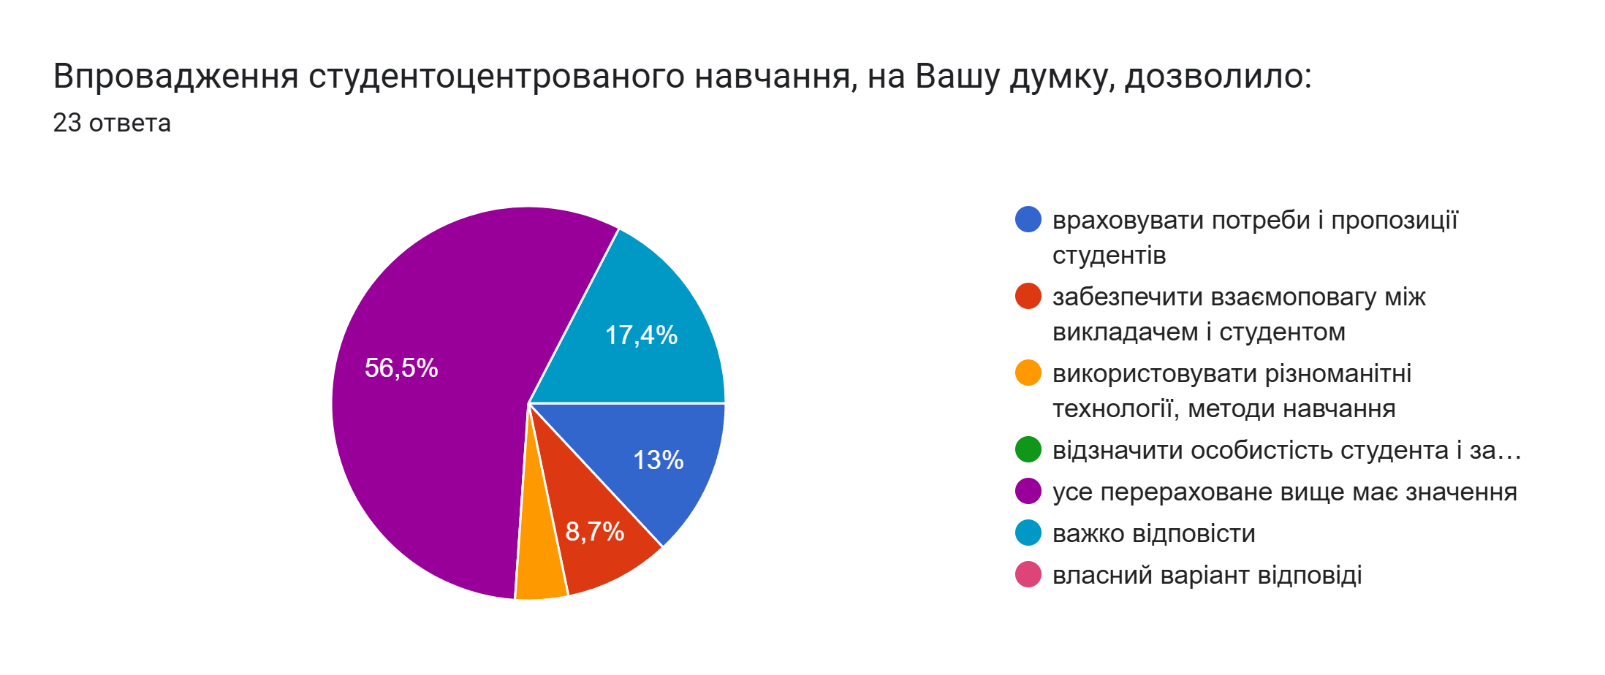 Впровадження студентоцентрованого навчання, на Вашу думку, дозволило:
23 ответа
враховувати потреби і пропозиції
студентів
забезпечити взаємоповагу між
викладачем і студентом
використовувати різноманітні
технології, методи навчання
відзначити особистість студента і за…
усе перераховане вище має значення
важко відповісти
власний варіант відповіді
17,4%
56,5%
13%
8,7%